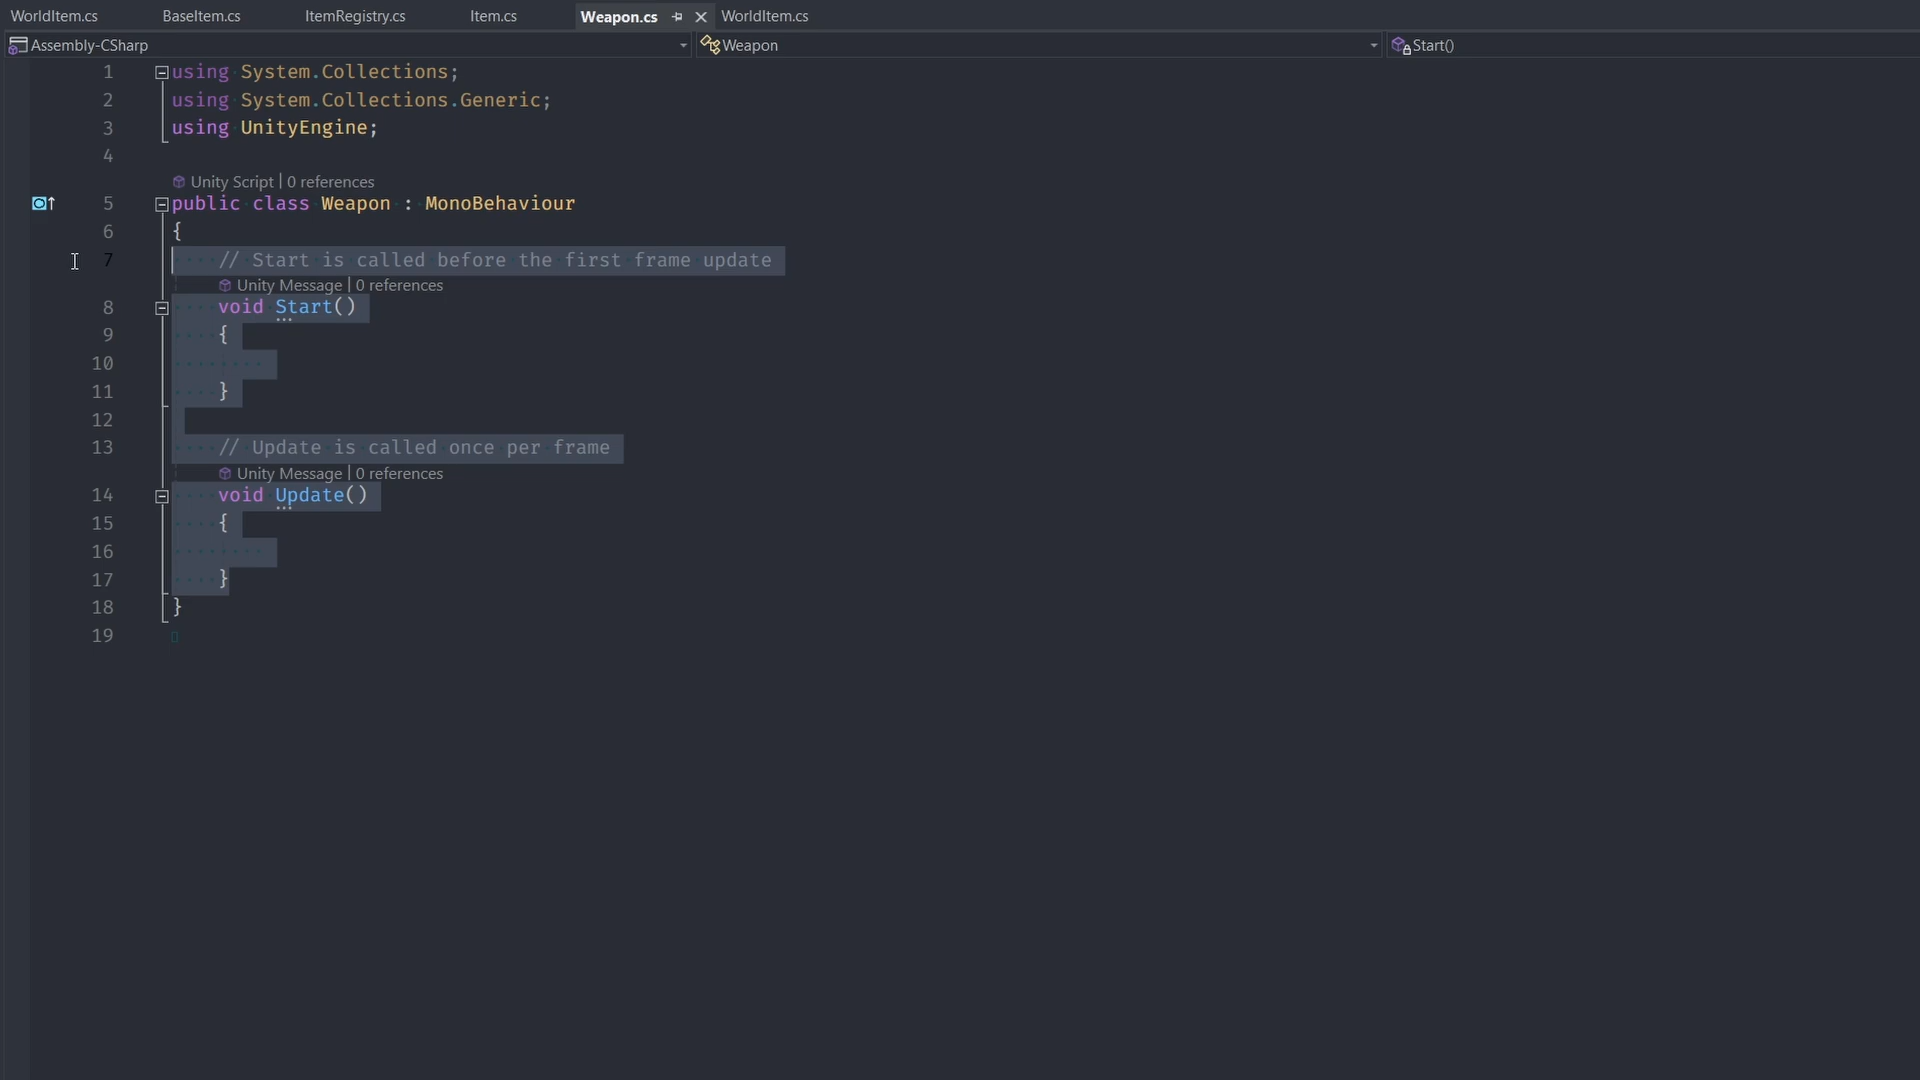 WorldItem.cs BaseItem.cs ItemRegistry.cs Item.cs Weapon.cs WorldItem.cs
Assembly-CSharp Weapon Start()
1 using System.Collections;
2 using System.Collections.Generic;
3 using UnityEngine;
4
Unity Script | 0 references
5 public class Weapon : MonoBehaviour
6 {
7 // Start is called before the first frame update
Unity Message | 0 references
8 void Start()
9 {
10
11 }
12
13 // Update is called once per frame
Unity Message | 0 references
14 void Update()
15 {
16
17 }
18 }
19